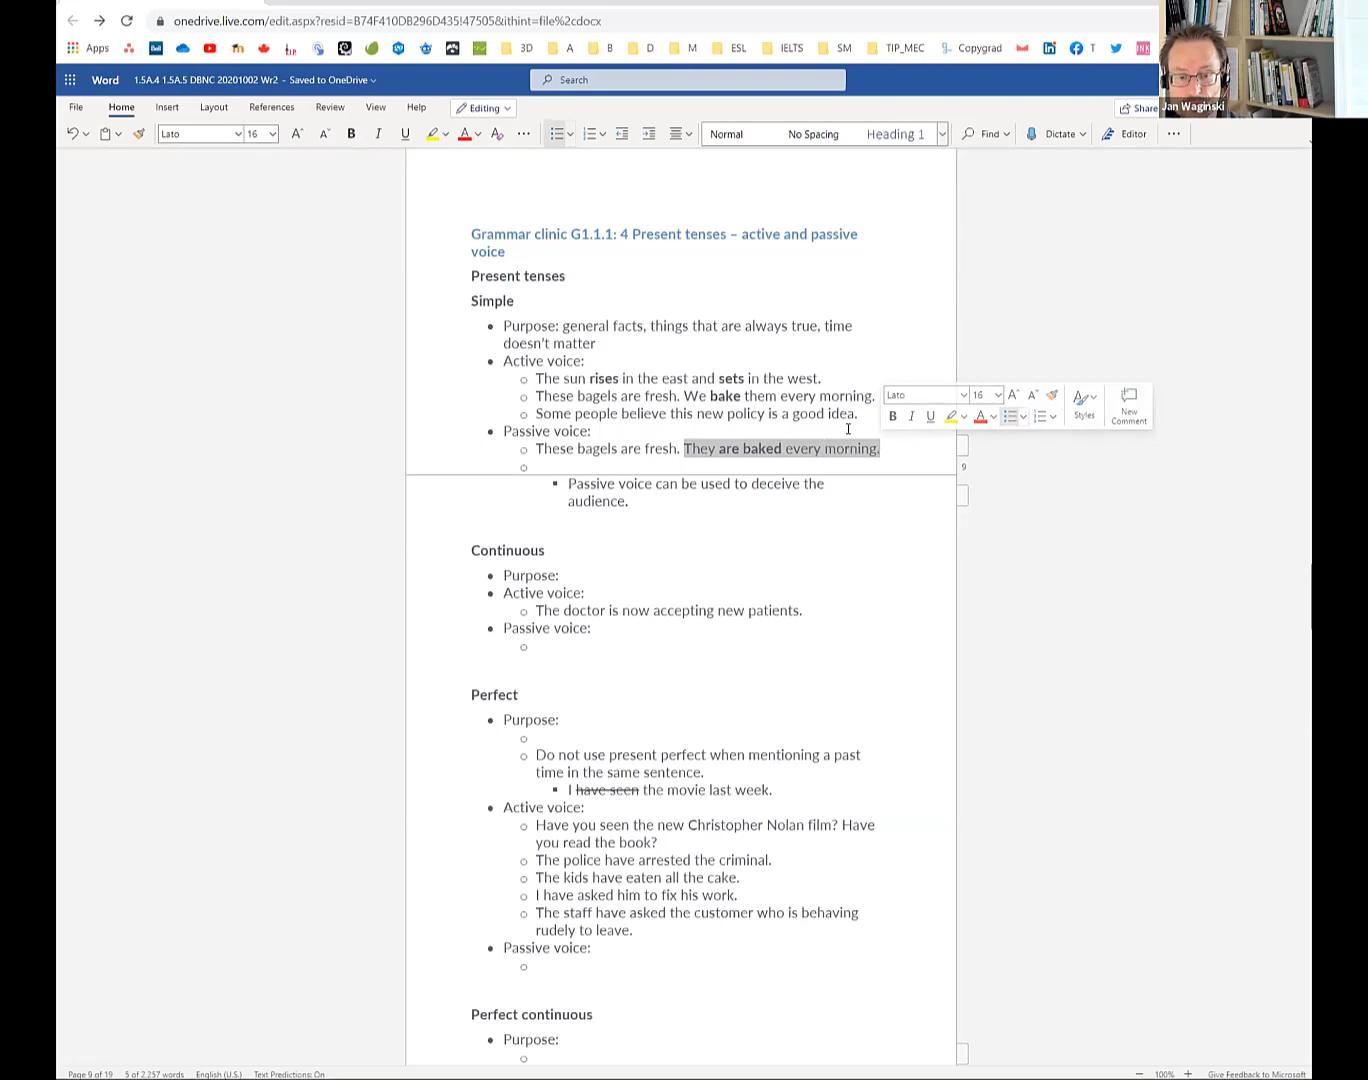 onedrive.live.com/edit.aspx?resid=B74F410DB296D435!47505&ithint=file%2cdocx
Apps 3D A B D M ESL IELTS SM TIP_MEC Copygrad T
Word 1.5A.4 1.5A.5 DBNC 20201002 Wr2 - Saved to OneDrive Search
Jan Waginski
File Home Insert Layout References Review View Help Editing Share
Lato 16 A A B I U A A Normal No Spacing Heading 1 Find Dictate Editor
Grammar clinic G1.1.1: 4 Present tenses – active and passive
voice
Present tenses
Simple
Purpose: general facts, things that are always true, time
doesn't matter
Active voice:
The sun rises in the east and sets in the west.
These bagels are fresh. We bake them every morning.
Some people believe this new policy is a good idea.
Passive voice:
These bagels are fresh. They are baked every morning.
Lato 16 A A
B I U A Styles New
Comment
9
Passive voice can be used to deceive the
audience.
Continuous
Purpose:
Active voice:
The doctor is now accepting new patients.
Passive voice:
Perfect
Purpose:
Do not use present perfect when mentioning a past
time in the same sentence.
I have seen the movie last week.
Active voice:
Have you seen the new Christopher Nolan film? Have
you read the book?
The police have arrested the criminal.
The kids have eaten all the cake.
I have asked him to fix his work.
The staff have asked the customer who is behaving
rudely to leave.
Passive voice:
Perfect continuous
Purpose:
Page 9 of 19 5 of 2,257 words English (U.S.) Text Predictions: On 100% Give Feedback to Microsoft